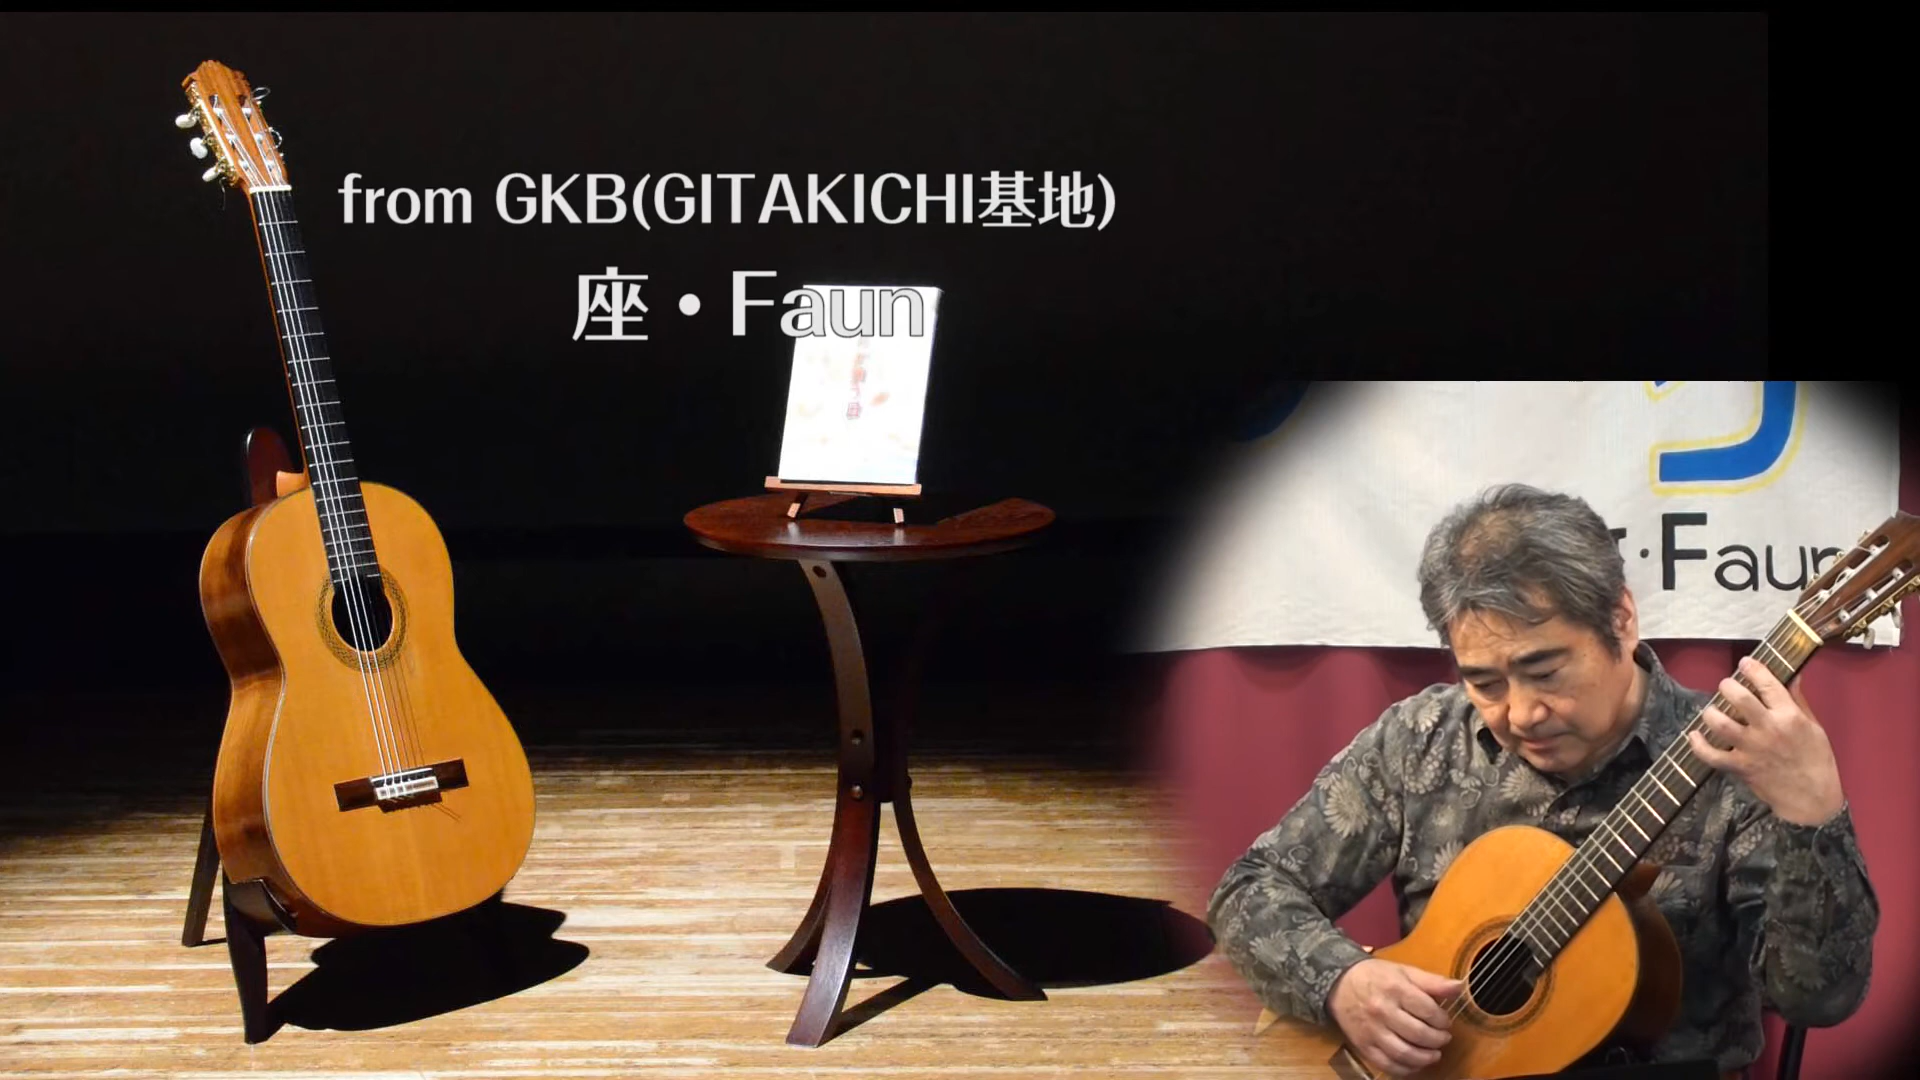 from GKB(GITAKICHI基地)
座・Faun
・Faun